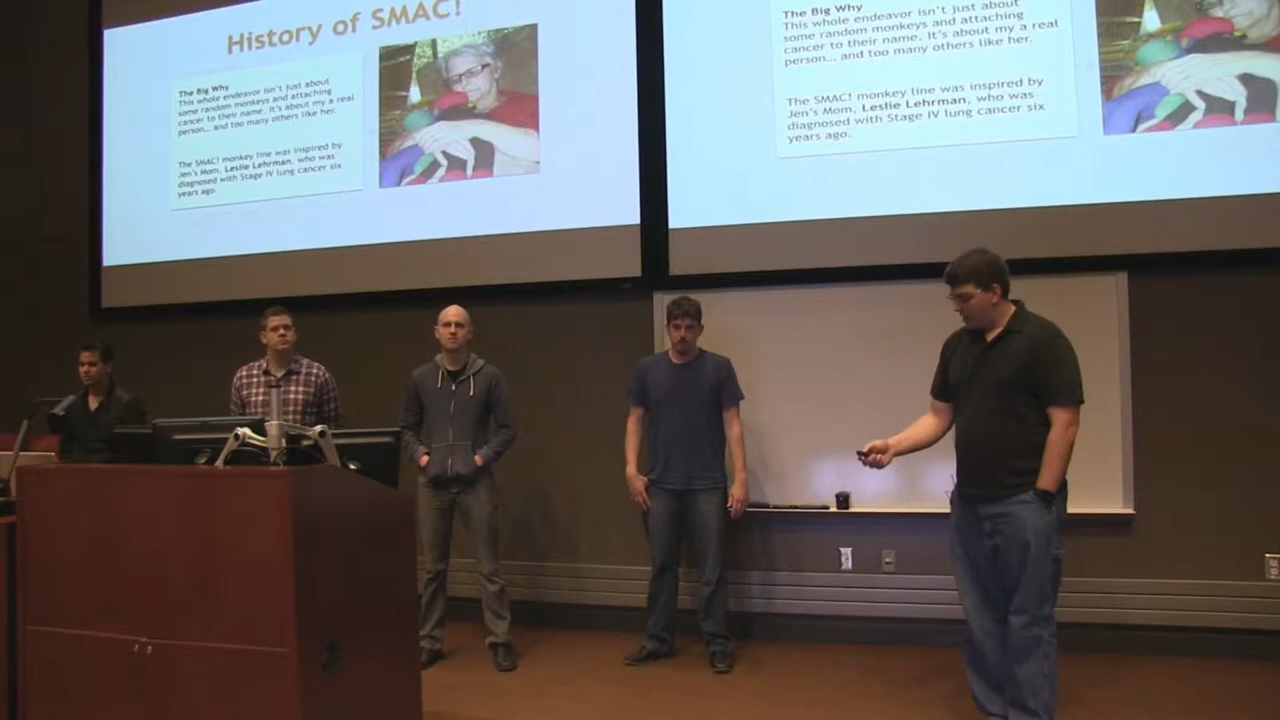 History of SMAC!
The Big Why
This whole endeavor isn't just about
some random monkeys and attaching
cancer to their name. It's about my a real
person... and too many others like her.
The SMAC! monkey line was inspired by
Jen's Mom, Leslie Lehrman, who was
diagnosed with Stage IV lung cancer six
years ago.
The Big Why
This whole endeavor isn't just about
some random monkeys and attaching
cancer to their name. It's about my a real
person... and too many others like her.
The SMAC! monkey line was inspired by
Jen's Mom, Leslie Lehrman, who was
diagnosed with Stage IV lung cancer six
years ago.